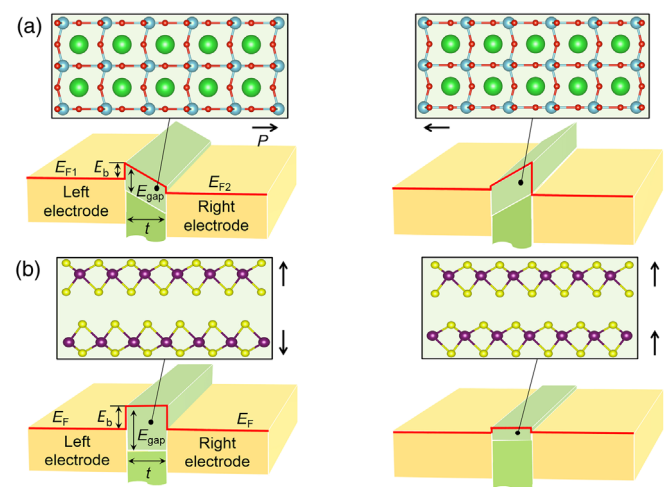 (a)
P
E_F1 E_b E_F2
E_gap
Left
electrode
Right
electrode
t
(b)
E_F E_b E_F
E_gap
Left
electrode
Right
electrode
t